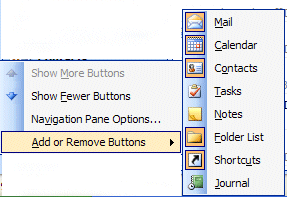 Show More Buttons
Show Fewer Buttons
Navigation Pane Options...
Add or Remove Buttons
Mail
Calendar
Contacts
Tasks
Notes
Folder List
Shortcuts
Journal